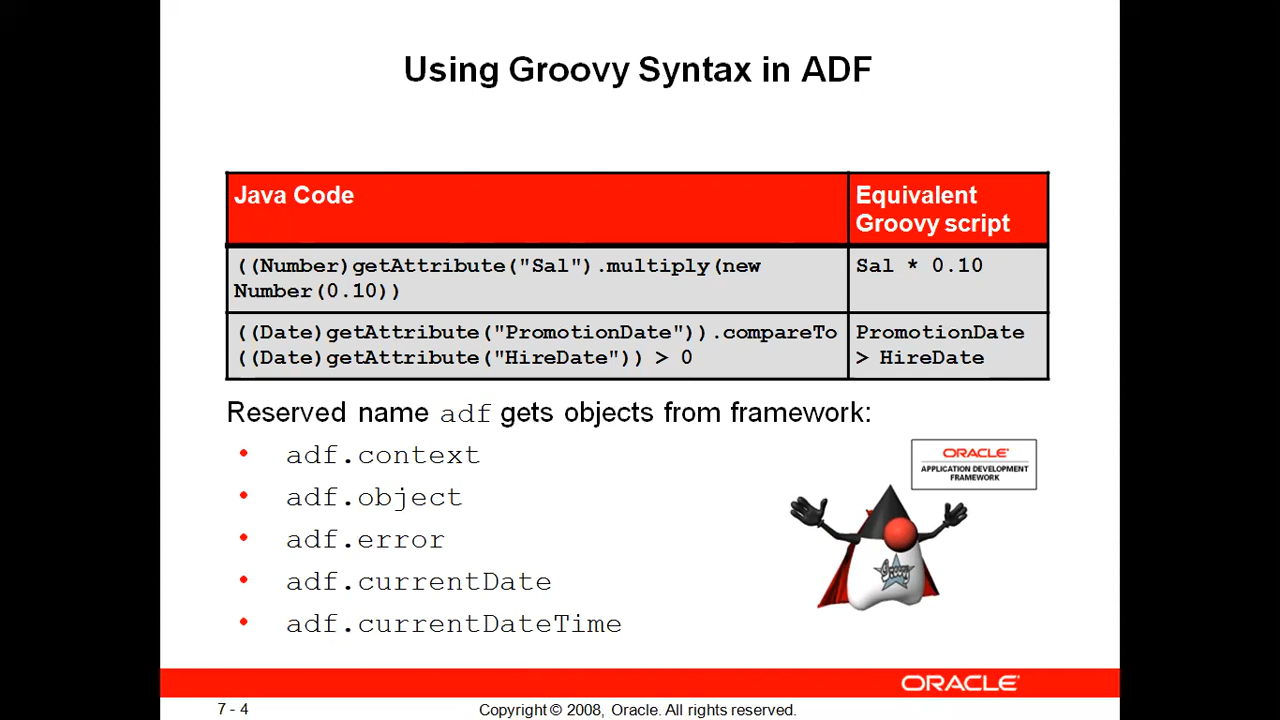 Using Groovy Syntax in ADF
Java Code
Equivalent
Groovy script
((Number)getAttribute("Sal").multiply(new
Number(0.10))
Sal * 0.10
((Date)getAttribute("PromotionDate")).compareTo
((Date)getAttribute("HireDate")) > 0
PromotionDate
> HireDate
Reserved name adf gets objects from framework:
• adf.context
• adf.object
• adf.error
• adf.currentDate
• adf.currentDateTime
ORACLE
APPLICATION DEVELOPMENT
FRAMEWORK
Groovy
ORACLE
7 - 4
Copyright © 2008, Oracle. All rights reserved.